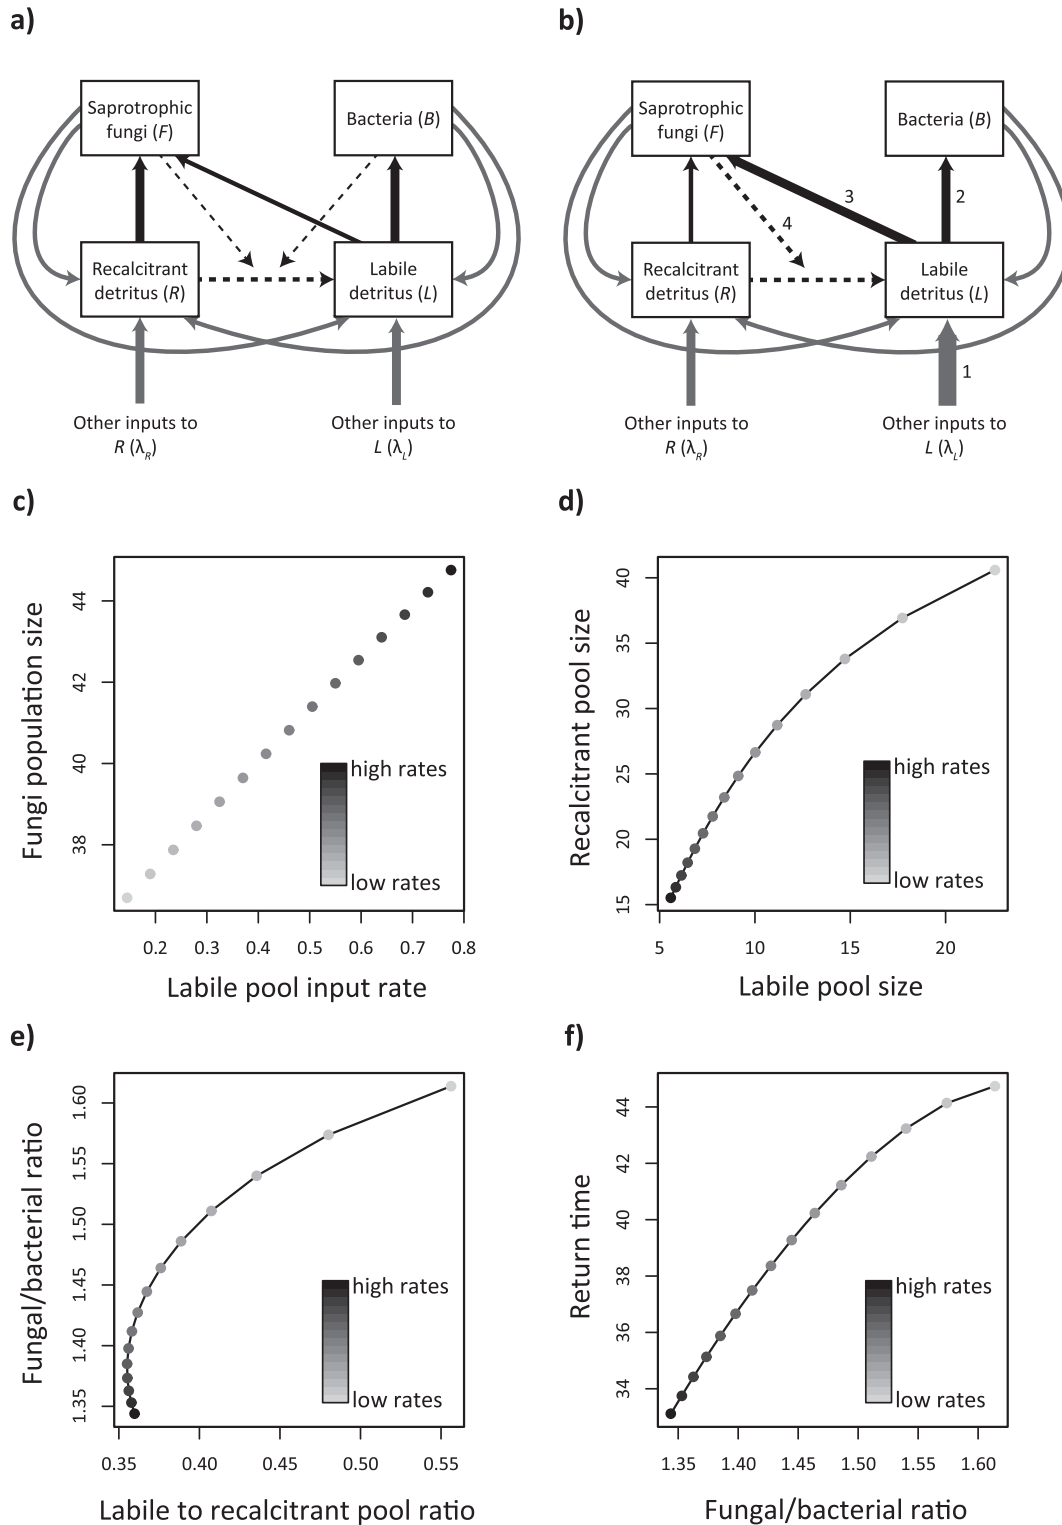 a)
Saprotrophic
fungi (F)
Bacteria (B)
Recalcitrant
detritus (R)
Labile
detritus (L)
Other inputs to
R (λR)
Other inputs to
L (λL)
b)
Saprotrophic
fungi (F)
Bacteria (B)
3
2
4
Recalcitrant
detritus (R)
Labile
detritus (L)
1
Other inputs to
R (λR)
Other inputs to
L (λL)
c)
Fungi population size
44
42
40
38
high rates
low rates
0.2 0.3 0.4 0.5 0.6 0.7 0.8
Labile pool input rate
d)
Recalcitrant pool size
40
35
30
25
20
15
high rates
low rates
5 10 15 20
Labile pool size
e)
Fungal/bacterial ratio
1.60
1.55
1.50
1.45
1.40
1.35
high rates
low rates
0.35 0.40 0.45 0.50 0.55
Labile to recalcitrant pool ratio
f)
Return time
44
42
40
38
36
34
high rates
low rates
1.35 1.40 1.45 1.50 1.55 1.60
Fungal/bacterial ratio